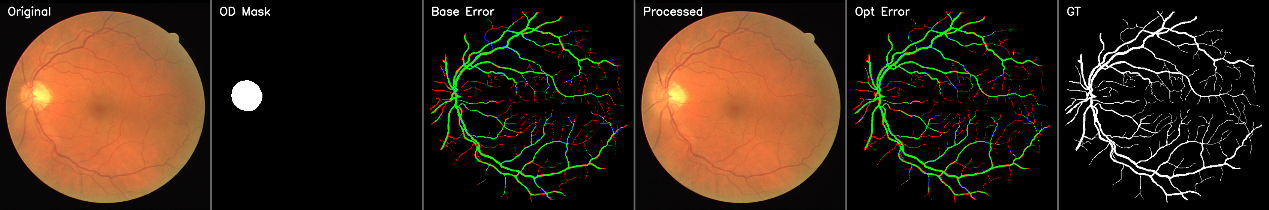 Original
OD Mask
Base Error
Processed
Opt Error
GT